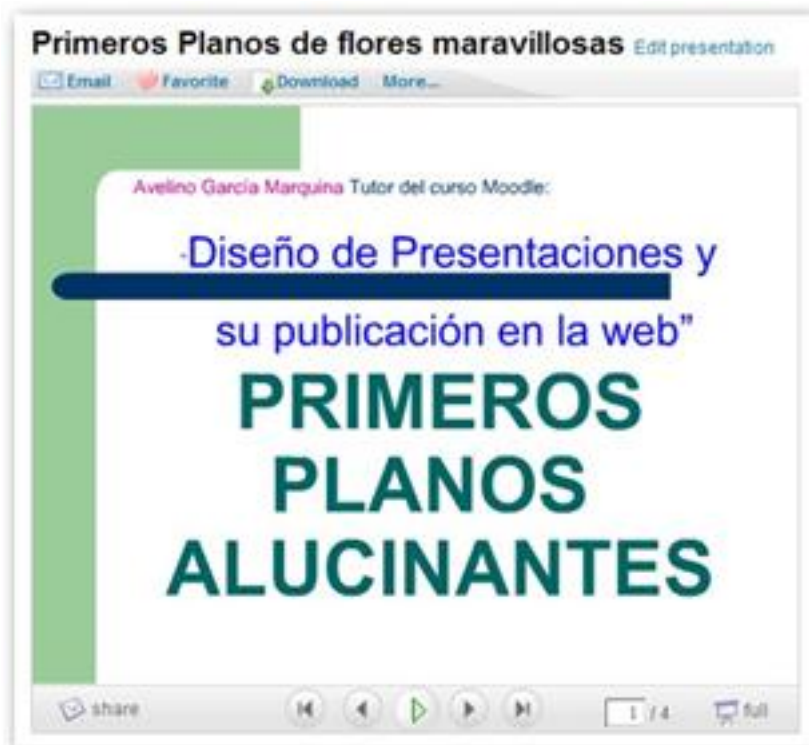 Primeros Planos de flores maravillosas Edit presentation
Email Favorite Download More...
Avelino García Marquina Tutor del curso Moodle:
-Diseño de Presentaciones y
su publicación en la web”
PRIMEROS
PLANOS
ALUCINANTES
share 1 / 4 full